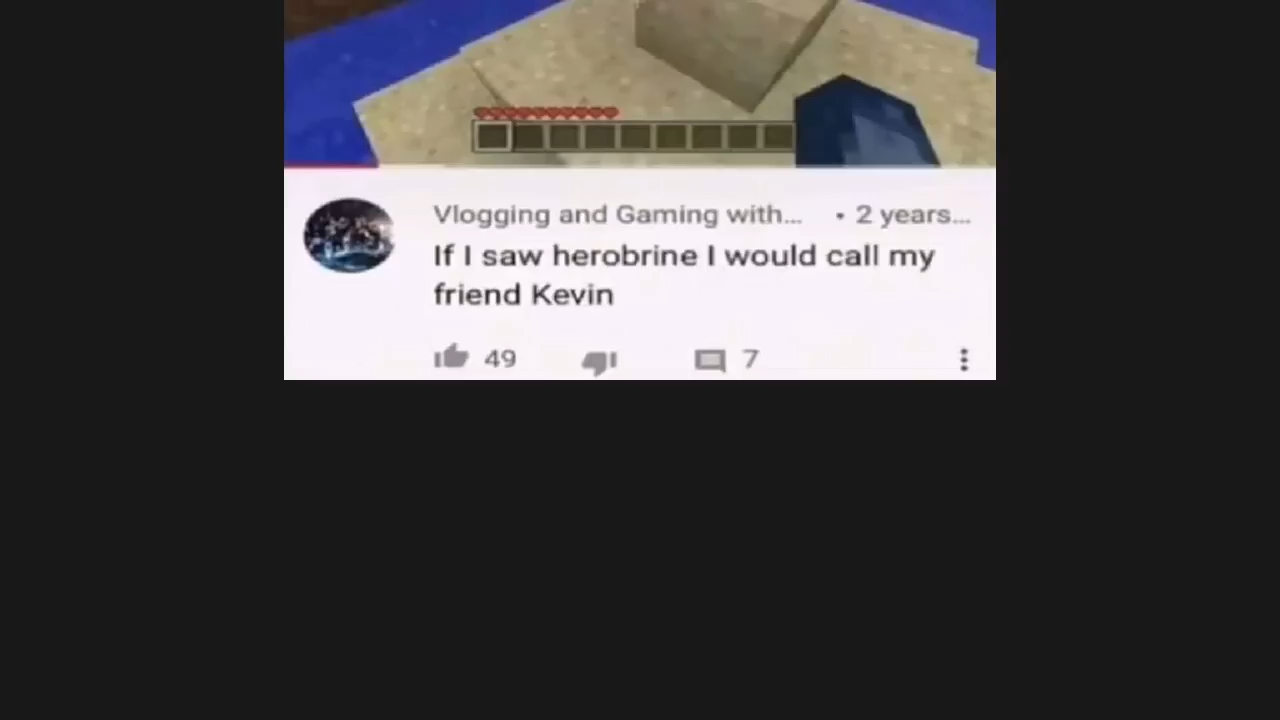 Vlogging and Gaming with... • 2 years...
If I saw herobrine I would call my
friend Kevin
49 7